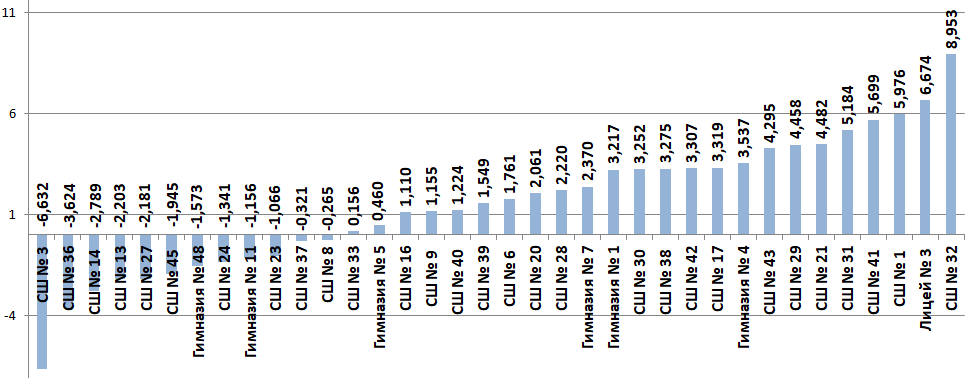 11
6
1
-4
-6,632
-3,624
-2,789
-2,203
-2,181
-1,945
-1,573
-1,341
-1,156
-1,066
-0,321
-0,265
0,156
0,460
1,110
1,155
1,224
1,549
1,761
2,061
2,220
2,370
3,217
3,252
3,275
3,307
3,319
3,537
4,295
4,458
4,482
5,184
5,699
5,976
6,674
8,953
СШ № 3
СШ № 36
СШ № 14
СШ № 13
СШ № 27
СШ № 45
Гимназия № 48
СШ № 24
Гимназия № 11
СШ № 23
СШ № 37
СШ № 8
СШ № 33
Гимназия № 5
СШ № 16
СШ № 9
СШ № 40
СШ № 39
СШ № 6
СШ № 20
СШ № 28
Гимназия № 7
Гимназия № 1
СШ № 30
СШ № 38
СШ № 42
СШ № 17
Гимназия № 4
СШ № 43
СШ № 29
СШ № 21
СШ № 31
СШ № 41
СШ № 1
Лицей № 3
СШ № 32